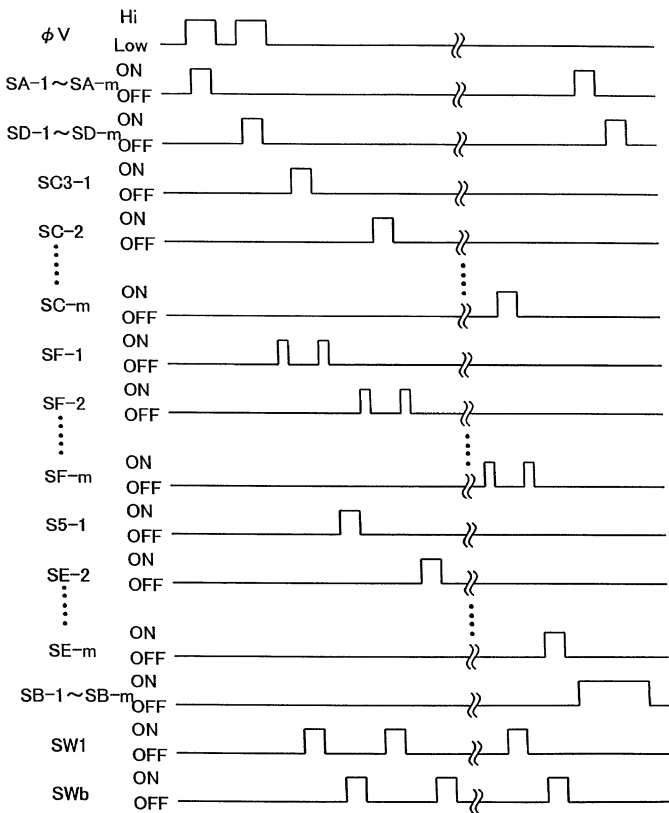 φV Hi
Low
SA-1～SA-m ON
OFF
SD-1～SD-m ON
OFF
SC3-1 ON
OFF
SC-2 ON
OFF
SC-m ON
OFF
SF-1 ON
OFF
SF-2 ON
OFF
SF-m ON
OFF
S5-1 ON
OFF
SE-2 ON
OFF
SE-m ON
OFF
SB-1～SB-m ON
OFF
SW1 ON
OFF
SWb ON
OFF